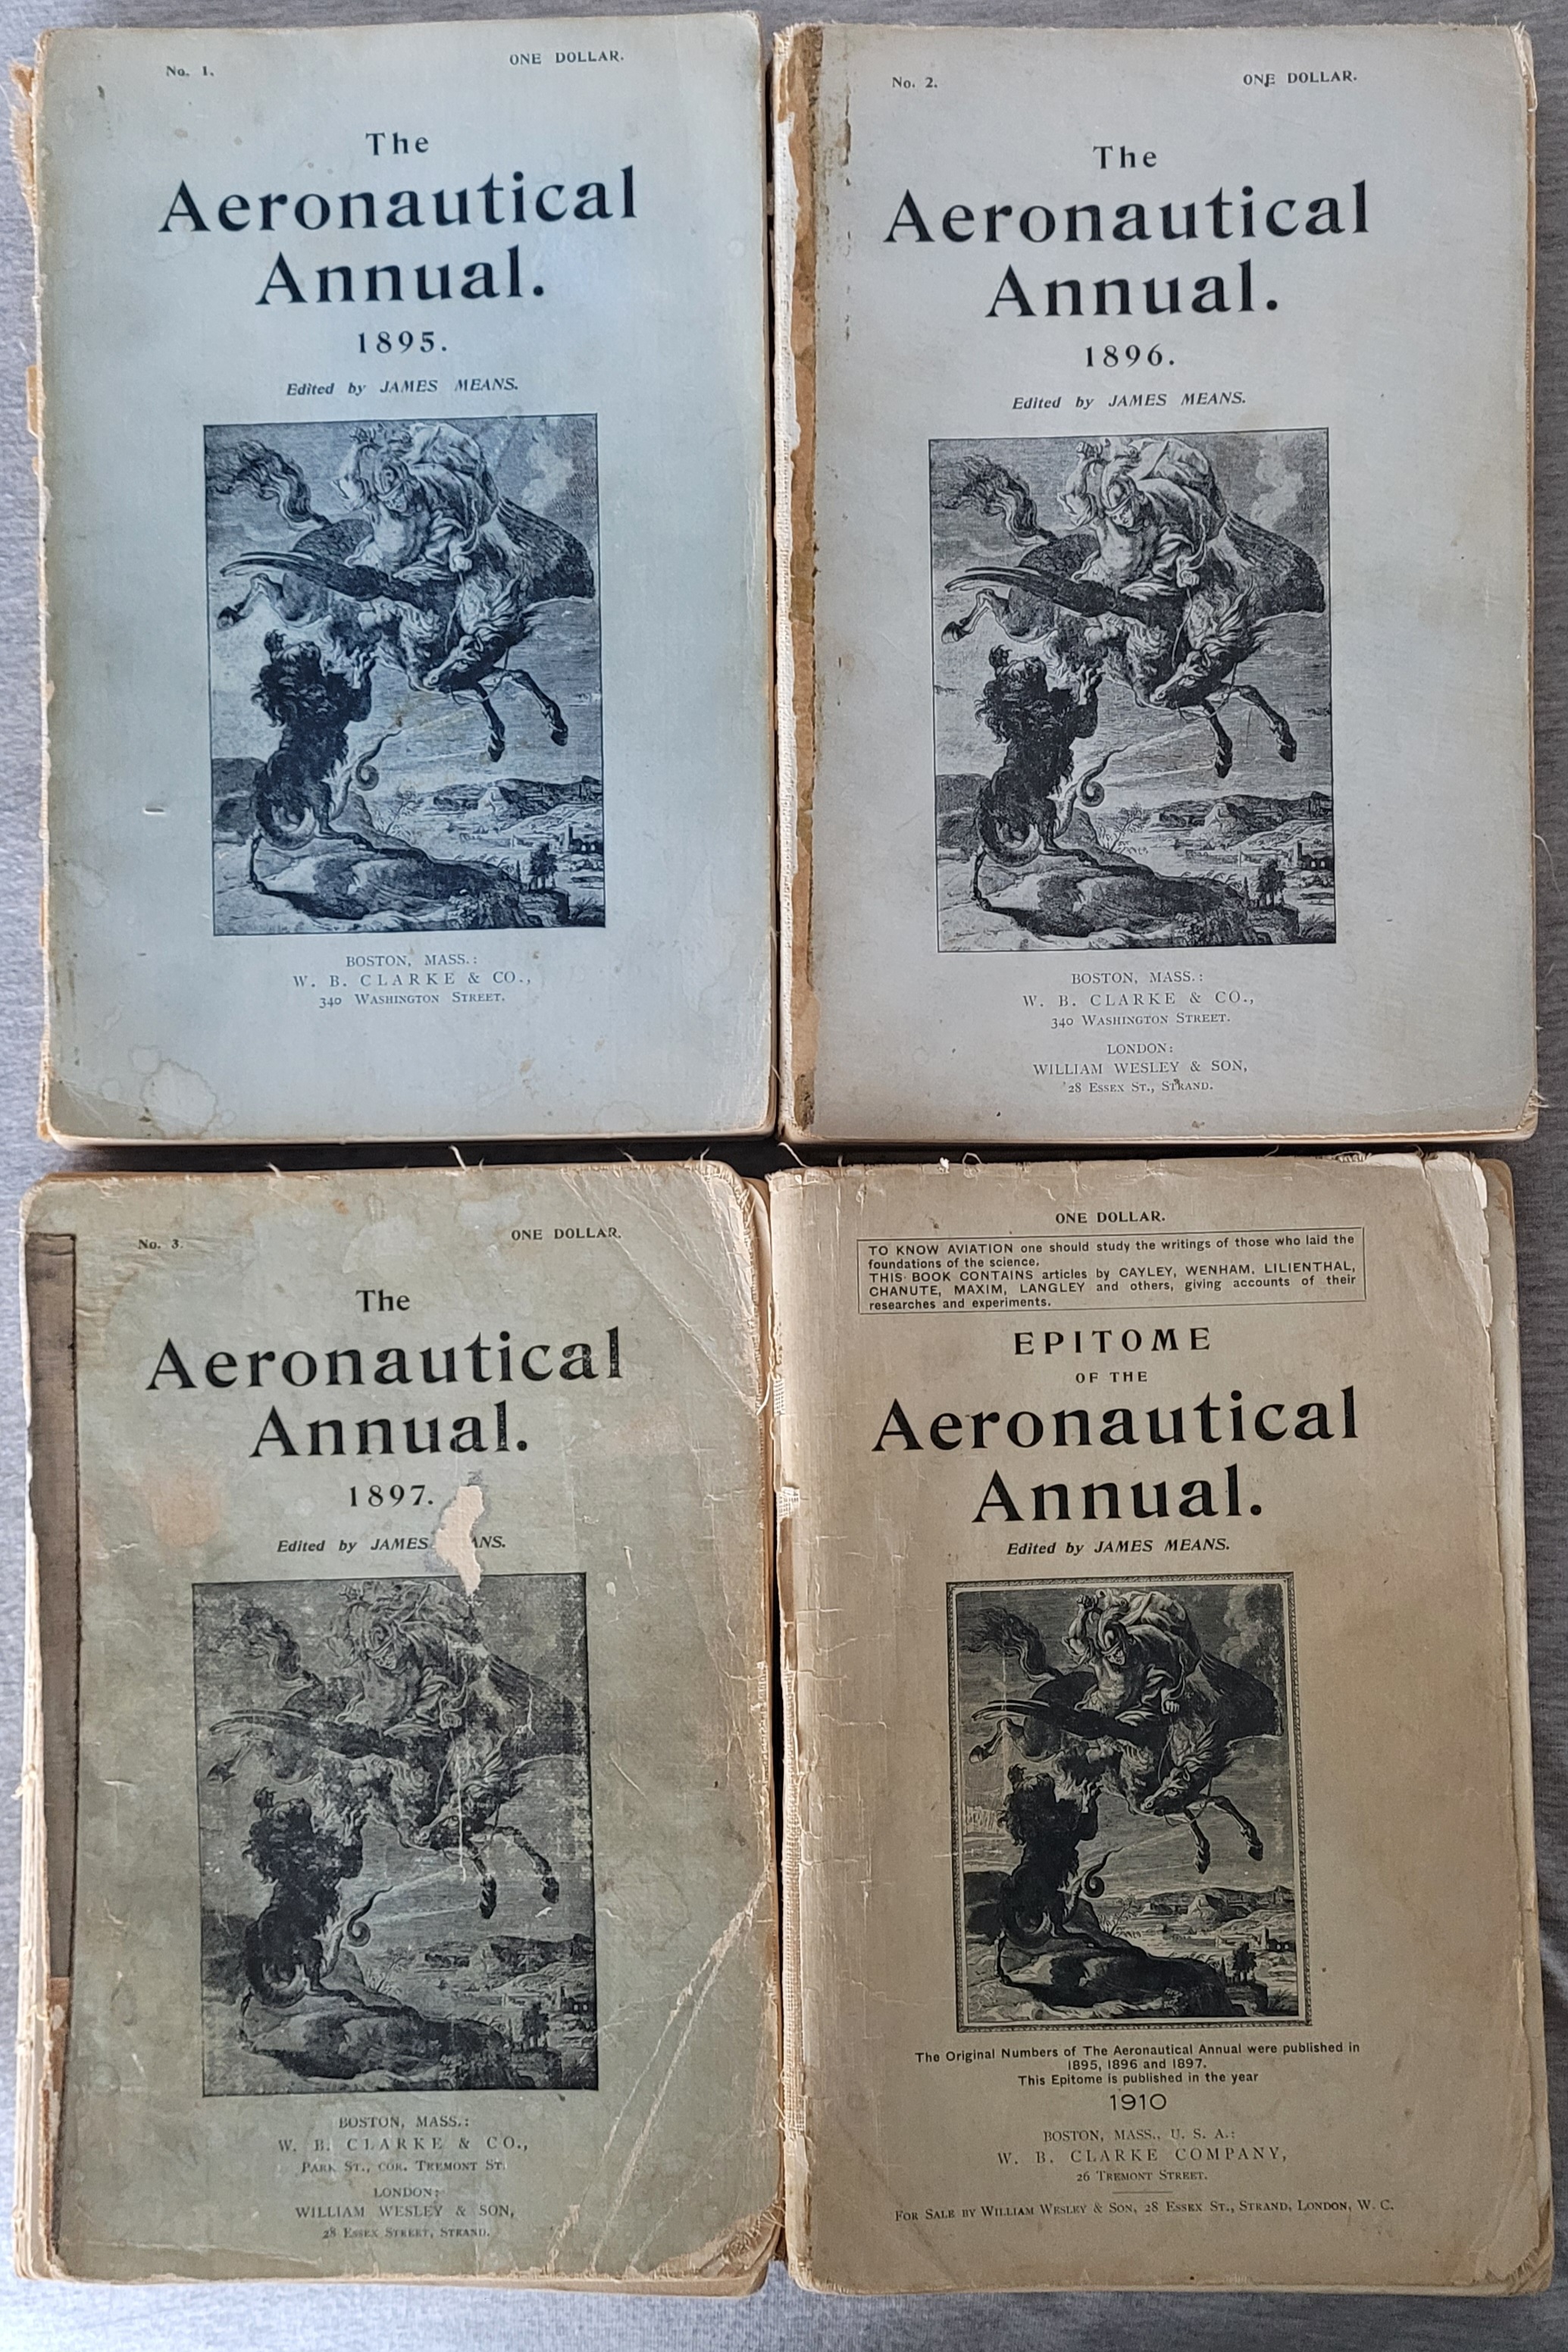 No. 1.
ONE DOLLAR.
The
Aeronautical
Annual.
1895.
Edited by JAMES MEANS.
BOSTON, MASS.:
W. B. CLARKE & CO.,
340 WASHINGTON STREET.
No. 2.
ONE DOLLAR.
The
Aeronautical
Annual.
1896.
Edited by JAMES MEANS.
BOSTON, MASS.:
W. B. CLARKE & CO.,
340 WASHINGTON STREET.
LONDON:
WILLIAM WESLEY & SON,
28 ESSEX ST., STRAND.
No. 3.
ONE DOLLAR.
The
Aeronautical
Annual.
1897.
Edited by JAMES
BOSTON, MASS.:
W. B. CLARKE & CO.,
PARK ST., COR. TREMONT ST.
LONDON:
WILLIAM WESLEY & SON,
28 ESSEX STREET, STRAND.
ONE DOLLAR.
TO KNOW AVIATION one should study the writings of those who laid the
foundations of the science.
THIS BOOK CONTAINS articles by CAYLEY, WENHAM, LILIENTHAL,
CHANUTE, MAXIM, LANGLEY and others, giving accounts of their
researches and experiments.
EPITOME
OF THE
Aeronautical
Annual.
Edited by JAMES MEANS.
The Original Numbers of The Aeronautical Annual were published in
1895, 1896 and 1897.
This Epitome is published in the year
1910
BOSTON, MASS., U. S. A.:
W. B. CLARKE COMPANY,
26 TREMONT STREET.
FOR SALE BY WILLIAM WESLEY & SON, 28 ESSEX ST., STRAND, LONDON, W. C.